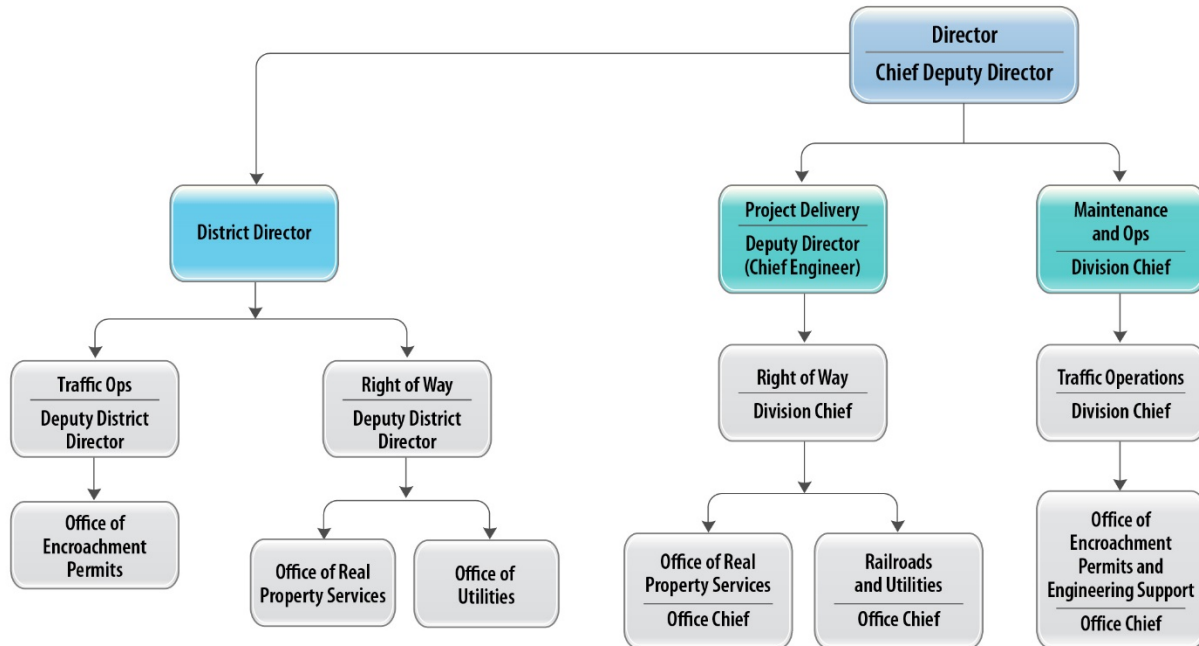 Director
Chief Deputy Director
District Director
Project Delivery
Deputy Director
(Chief Engineer)
Maintenance
and Ops
Division Chief
Traffic Ops
Deputy District
Director
Right of Way
Deputy District
Director
Right of Way
Division Chief
Traffic Operations
Division Chief
Office of
Encroachment
Permits
Office of Real
Property Services
Office of
Utilities
Office of Real
Property Services
Office Chief
Railroads
and Utilities
Office Chief
Office of
Encroachment
Permits and
Engineering Support
Office Chief